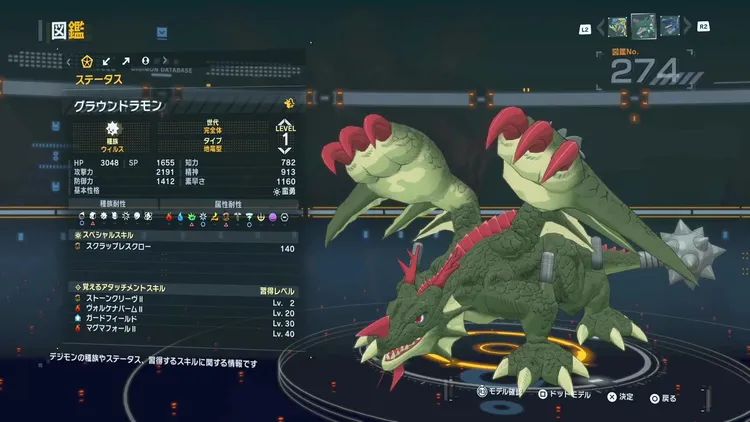 図鑑
L2
R2
図鑑No.
274
DATABASE
ステータス
グラウンドラモン
種族
ウイルス
世代
完全体
タイプ
地竜型
LEVEL
1
HP 3048 SP 1655 知力 782
攻撃力 2191 精神 913
防御力 1412 素早さ 1160
基本性格 蛮勇
種族耐性 属性耐性
スペシャルスキル
スクラップレスクロー 140
覚えるアタッチメントスキル 習得レベル
ストーングリーヴⅡ Lv. 2
ヴォルケナパームⅡ Lv. 20
ガードフィールド Lv. 30
マグマフォールⅡ Lv. 40
デジモンの種族やステータス、習得するスキルに関する情報です
モデル確認 ドットモデル 決定 戻る